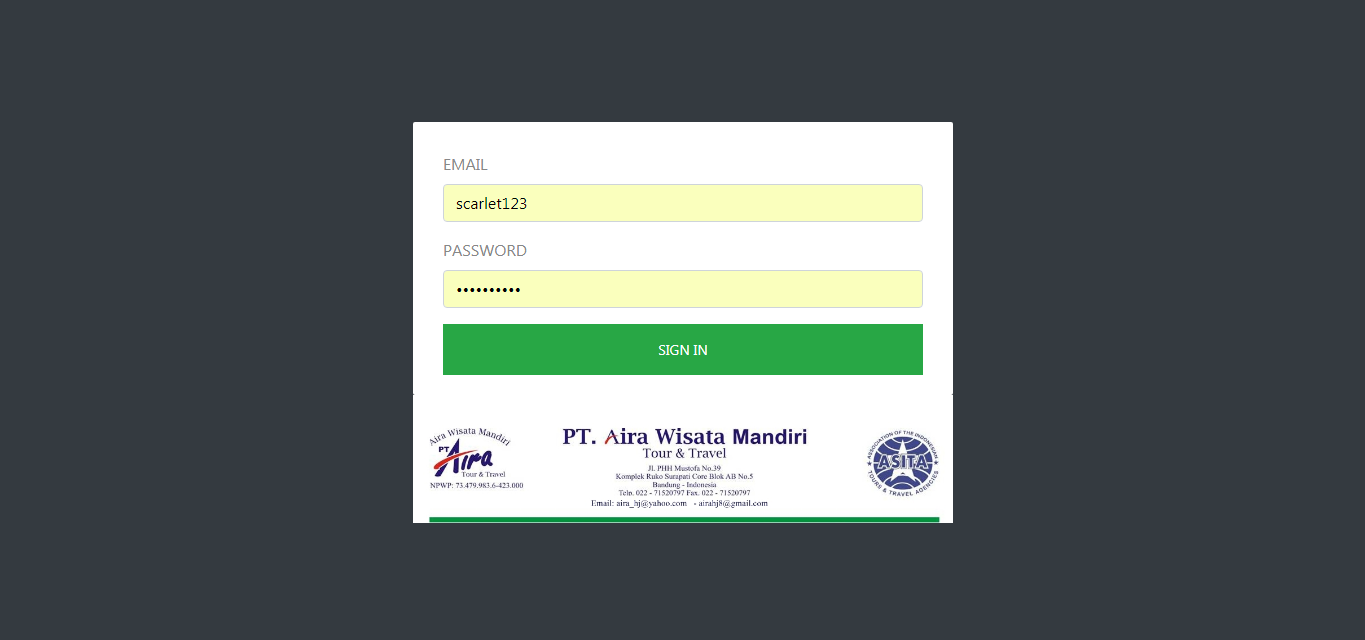 EMAIL
scarlet123
PASSWORD
••••••••••
SIGN IN
Aira Wisata Mandiri
PT
Aira
Tour & Travel
NPWP: 73.479.983.6-423.000
PT. Aira Wisata Mandiri
Tour & Travel
Jl. PHH Mustofa No.39
Komplek Ruko Surapati Core Blok AB No.5
Bandung - Indonesia
Telp. 022 - 71520797 Fax. 022 - 71520797
Email: aira_hj@yahoo.com - airahj8@gmail.com
ASSOCIATION OF THE INDONESIAN
ASITA
TOURS & TRAVEL AGENCIES